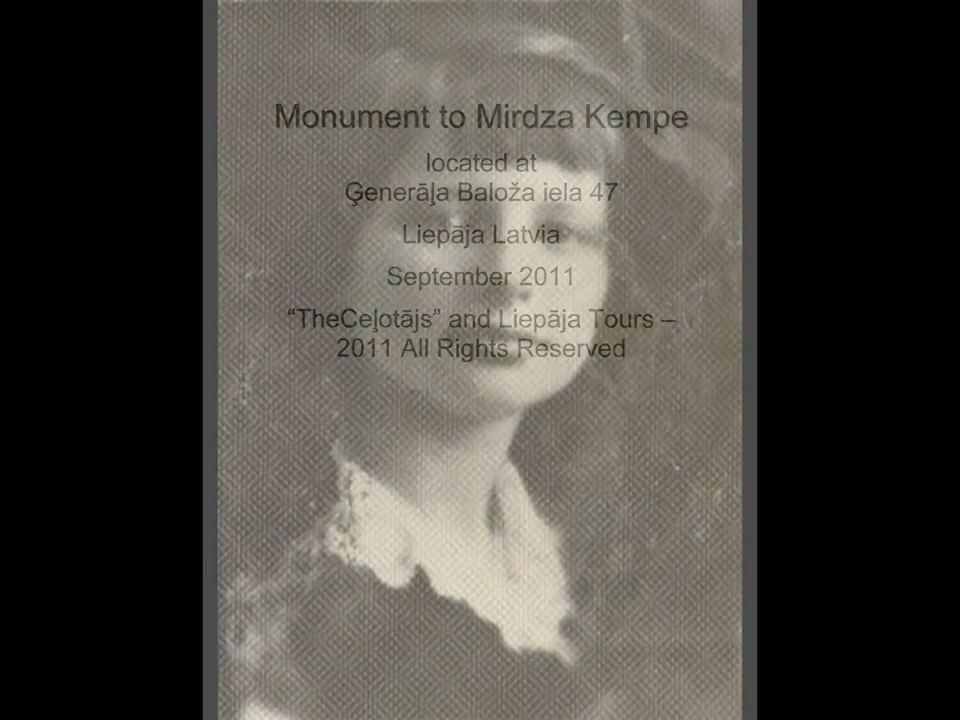 Monument to Mirdza Kempe
located at
Ģenerāļa Baloža iela 47
Liepāja Latvia
September 2011
“TheCeļotājs” and Liepāja Tours –
2011 All Rights Reserved